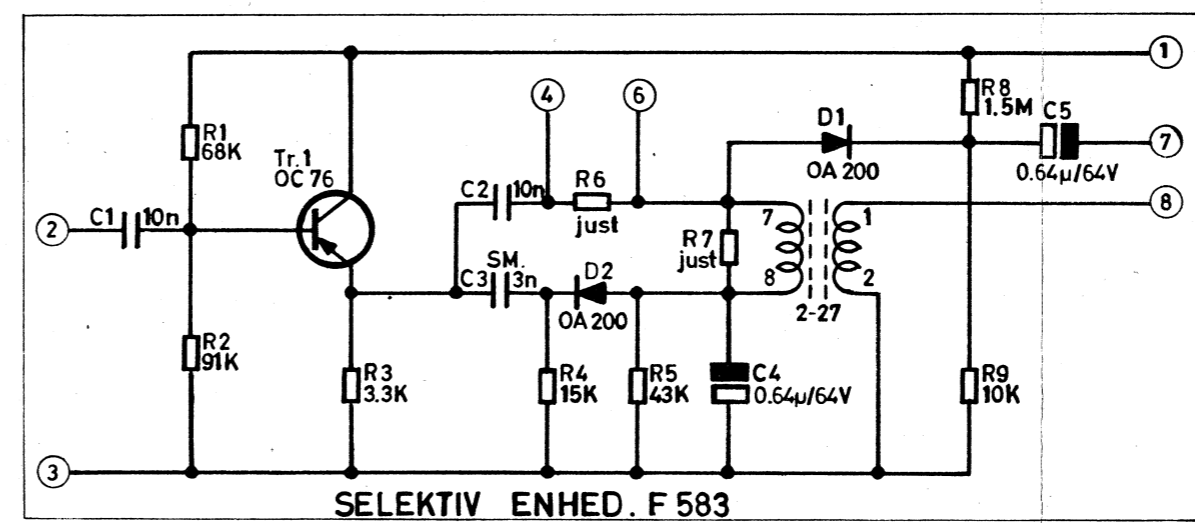 1
R8
1.5M
C5
4
6
D1
R1
68K
Tr.1
OC 76
7
0.64µ/64V
OA 200
C2
10n
R6
just
C1
10n
2
7
1
8
R7
just
SM.
C3
3n
D2
8
2
OA 200
2-27
R2
91K
R3
3.3K
R4
15K
R5
43K
C4
0.64µ/64V
R9
10K
3
SELEKTIV ENHED. F 583